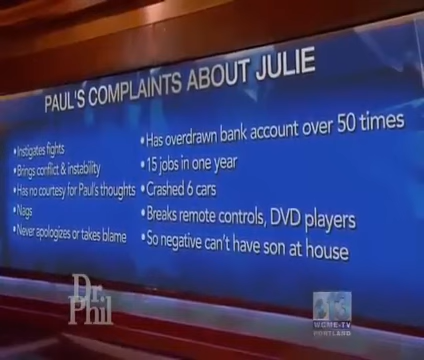 PAUL'S COMPLAINTS ABOUT JULIE
•Instigates fights
•Brings conflict & instability
•Has no courtesy for Paul's thoughts
•Nags
•Never apologizes or takes blame
•Has overdrawn bank account over 50 times
•15 jobs in one year
•Crashed 6 cars
•Breaks remote controls, DVD players
•So negative can't have son at house
Dr.
Phil
13
WGME-TV
PORTLAND